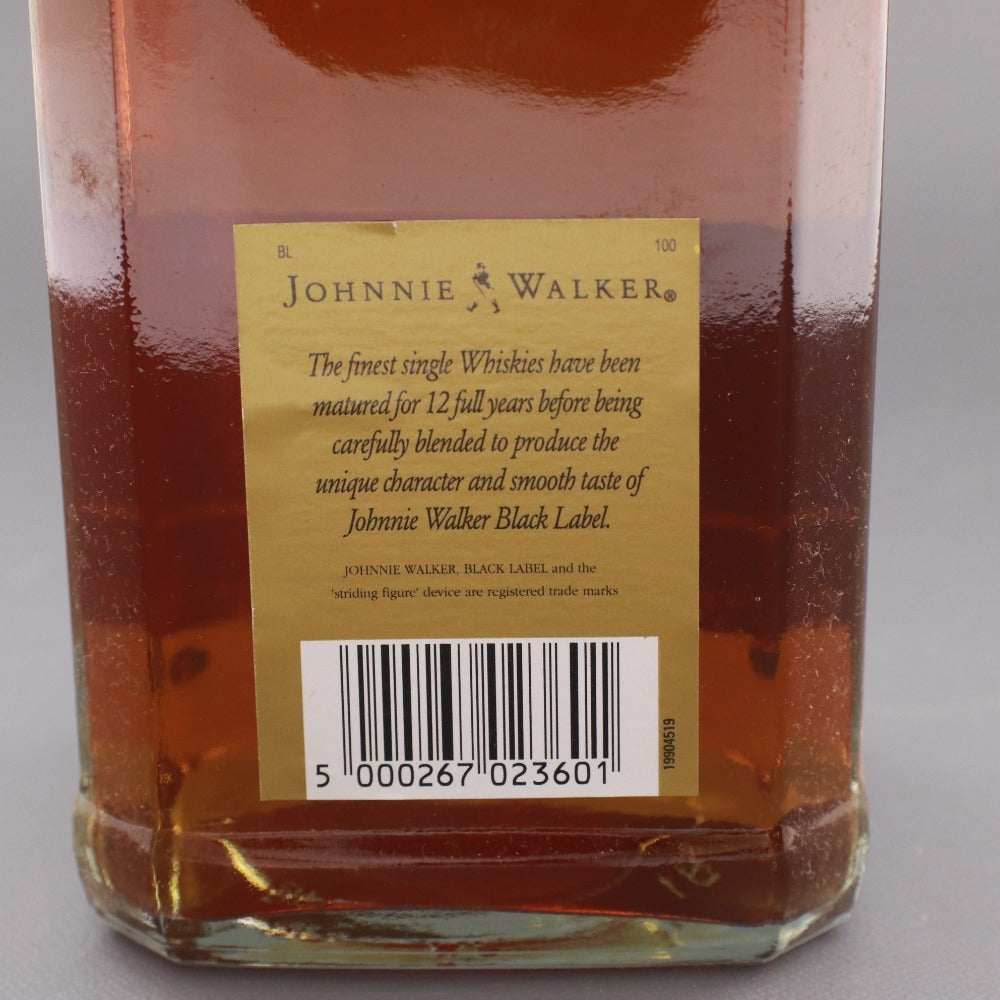 BL 100
JOHNNIE WALKER®
The finest single Whiskies have been
matured for 12 full years before being
carefully blended to produce the
unique character and smooth taste of
Johnnie Walker Black Label.
JOHNNIE WALKER, BLACK LABEL and the
'striding figure' device are registered trade marks
19904519
5 000267 023601